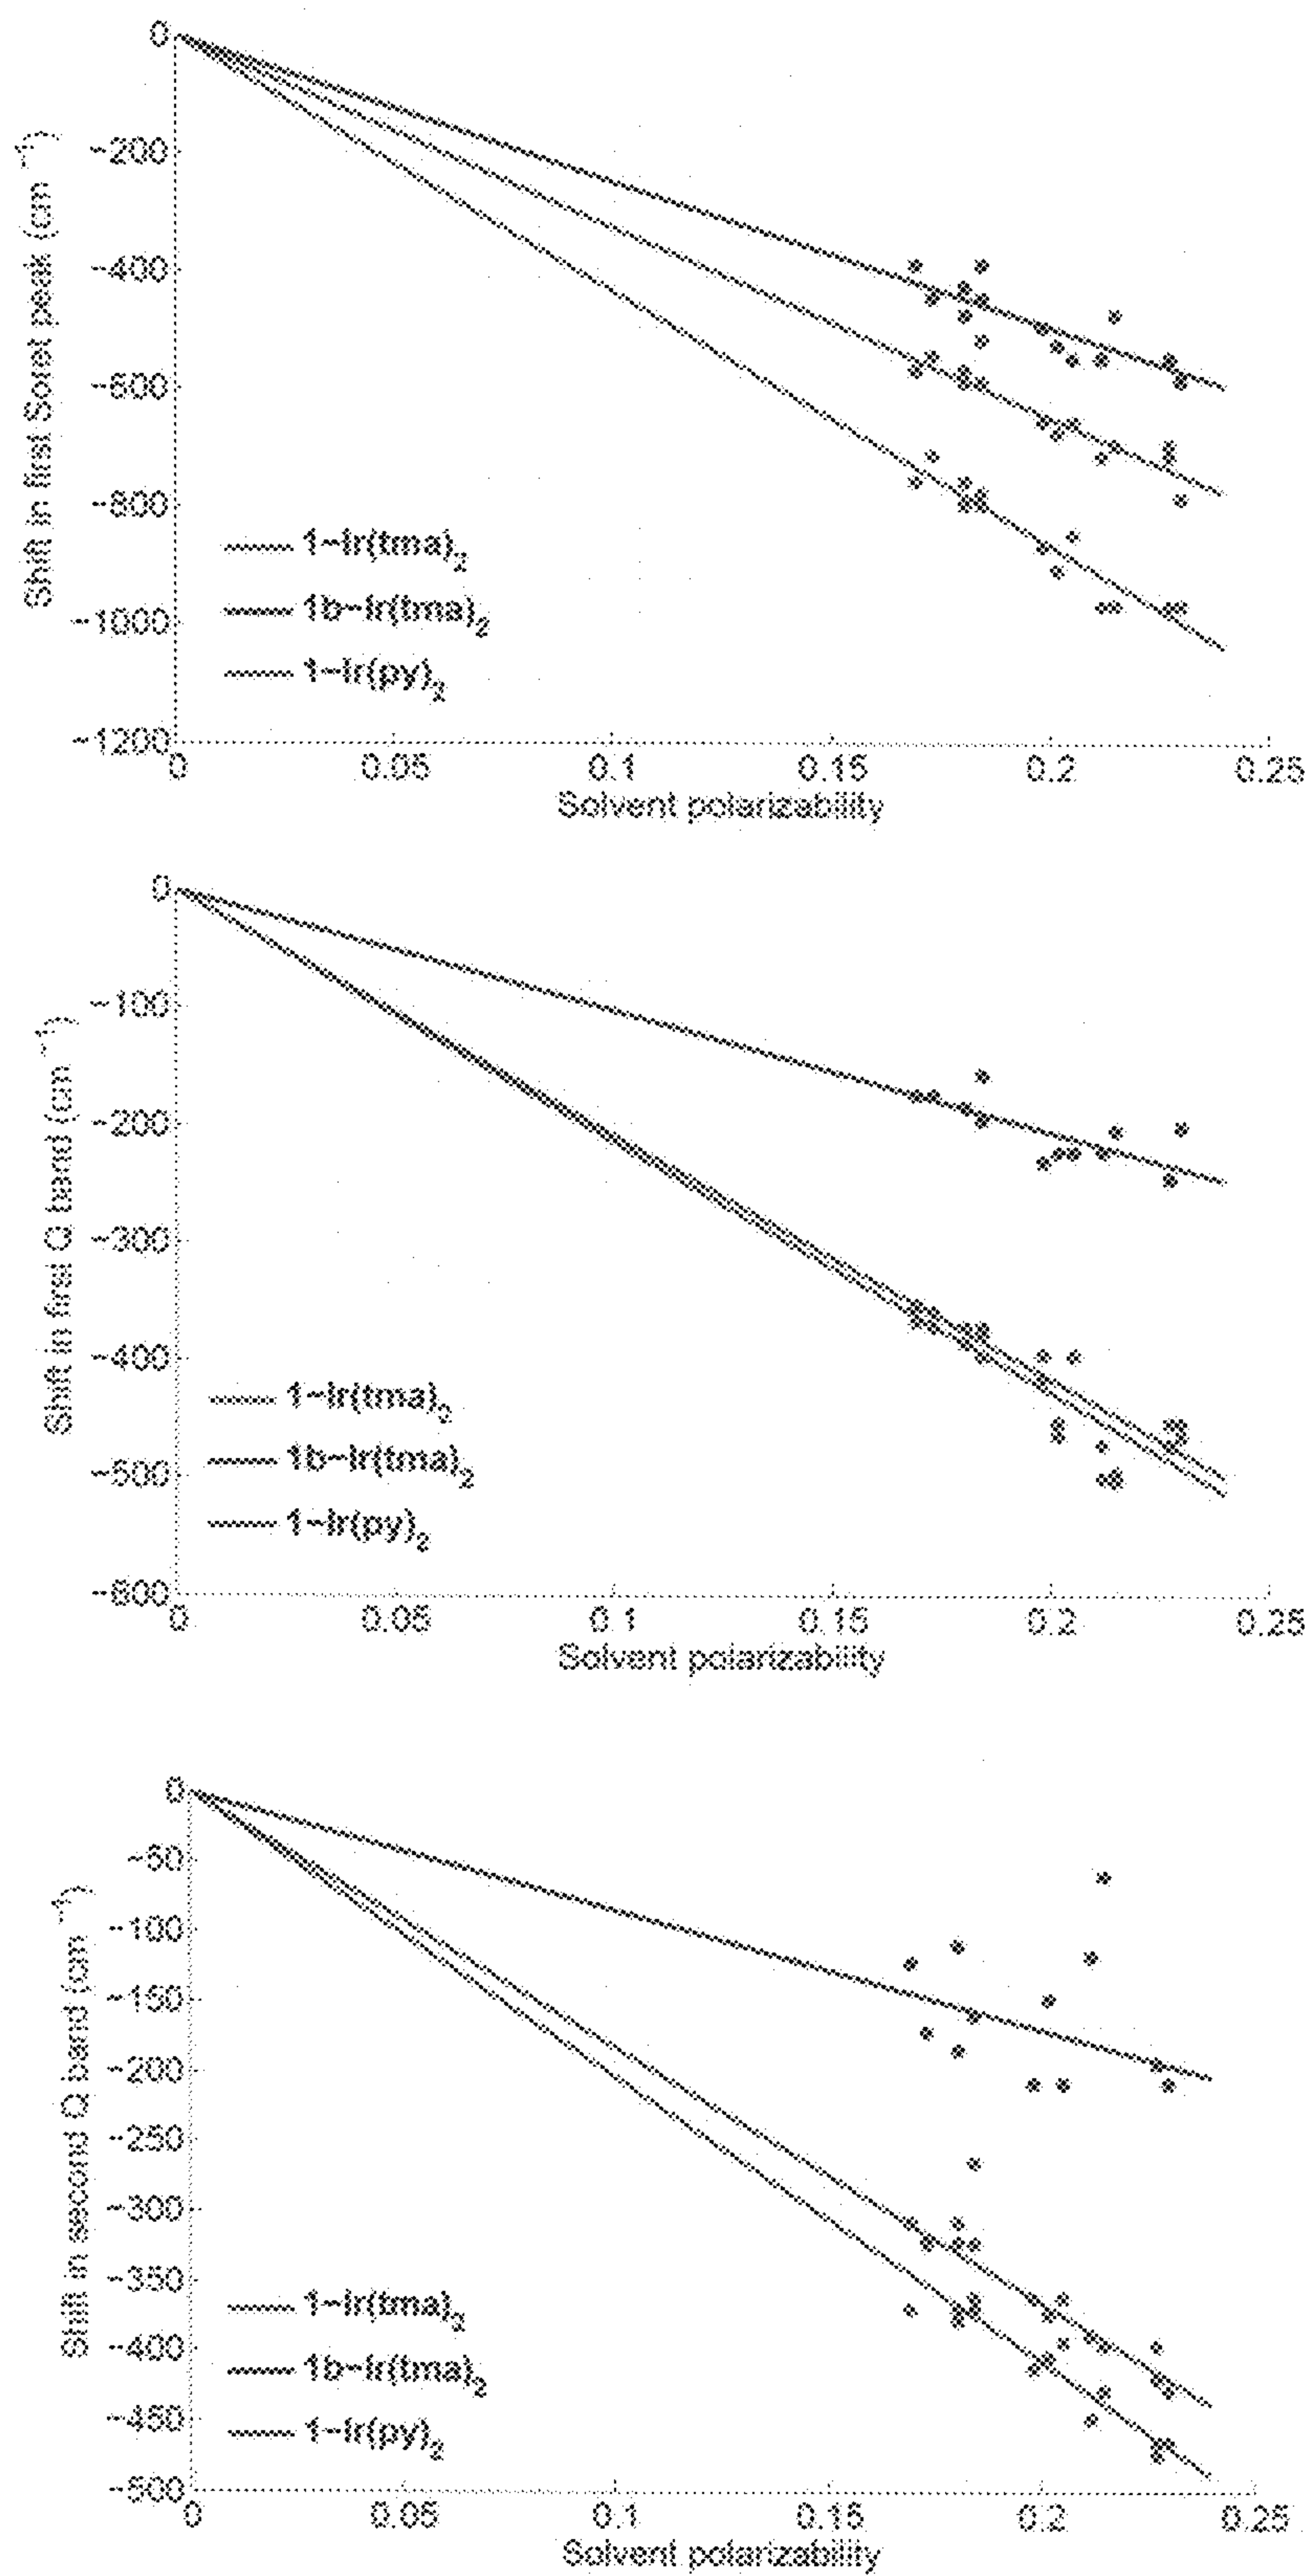 0
-200
-400
-600
-800
-1000
-1200
Shift in first Soret peak (cm⁻¹)
1-Ir(tma)₂
1b-Ir(tma)₂
1-Ir(py)₂
0 0.05 0.1 0.15 0.2 0.25
Solvent polarizability
0
-100
-200
-300
-400
-500
-600
Shift in first Q band (cm⁻¹)
1-Ir(tma)₂
1b-Ir(tma)₂
1-Ir(py)₂
0 0.05 0.1 0.15 0.2 0.25
Solvent polarizability
0
-50
-100
-150
-200
-250
-300
-350
-400
-450
-500
Shift in second Q band (cm⁻¹)
1-Ir(tma)₂
1b-Ir(tma)₂
1-Ir(py)₂
0 0.05 0.1 0.15 0.2 0.25
Solvent polarizability